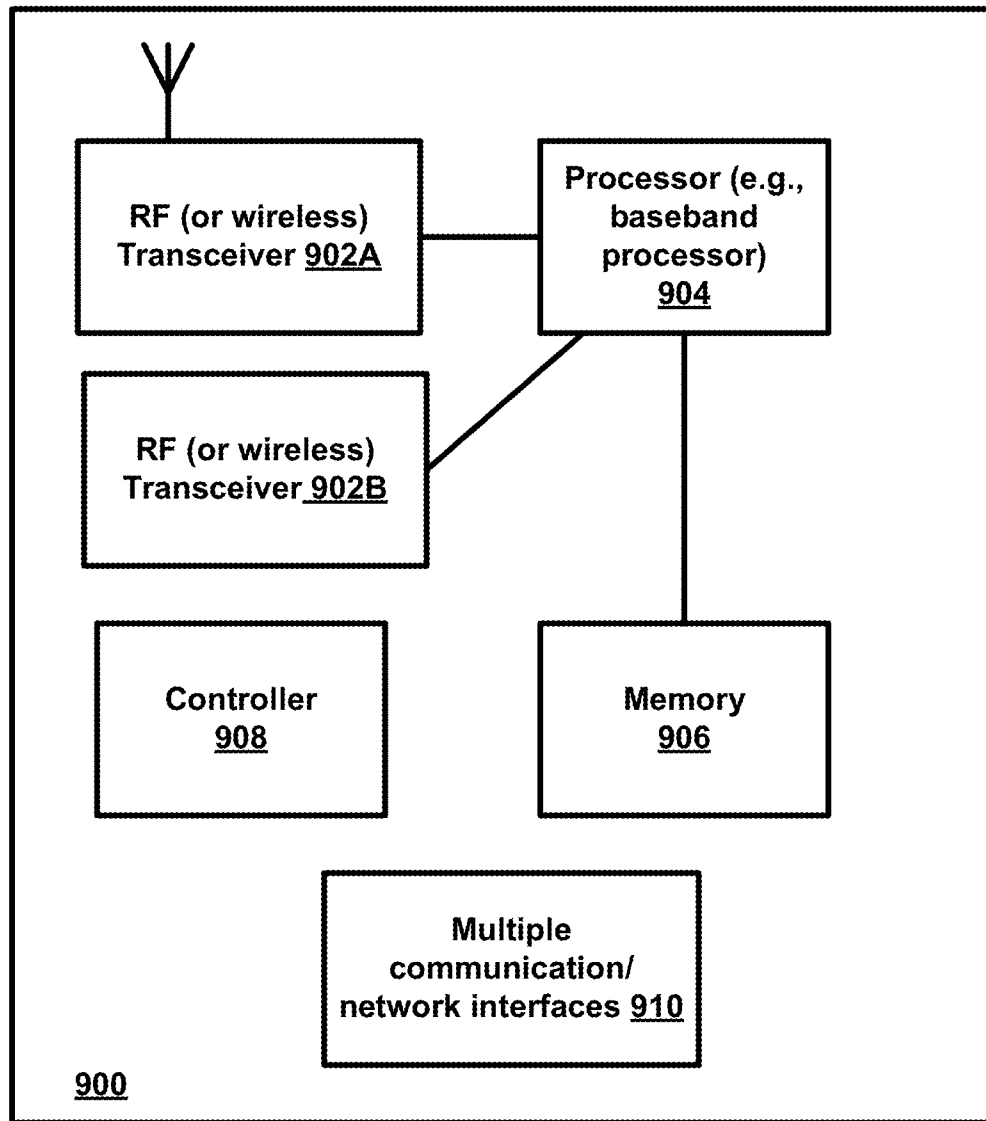 RF (or wireless)
Transceiver 902A
Processor (e.g.,
baseband
processor)
904
RF (or wireless)
Transceiver 902B
Controller
908
Memory
906
Multiple
communication/
network interfaces 910
900